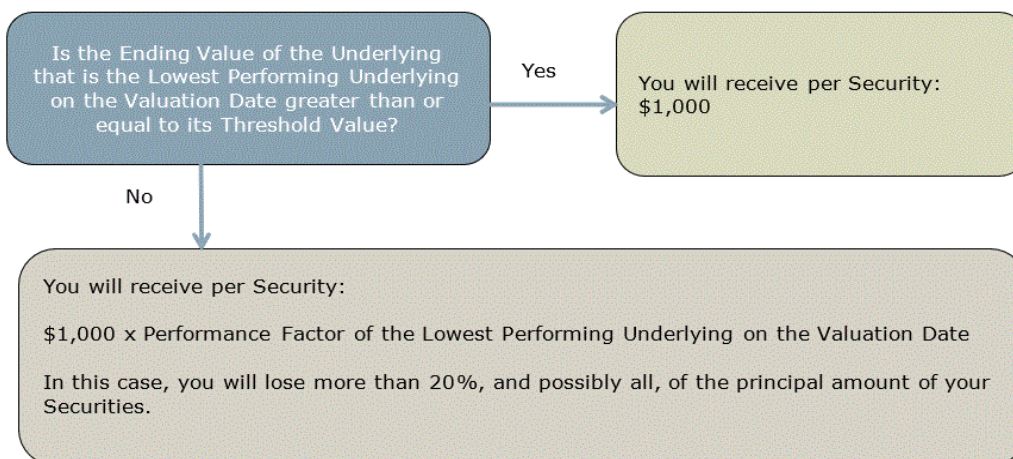 Is the Ending Value of the Underlying
that is the Lowest Performing Underlying
on the Valuation Date greater than or
equal to its Threshold Value?
Yes
You will receive per Security:
$1,000
No
You will receive per Security:
$1,000 x Performance Factor of the Lowest Performing Underlying on the Valuation Date
In this case, you will lose more than 20%, and possibly all, of the principal amount of your
Securities.